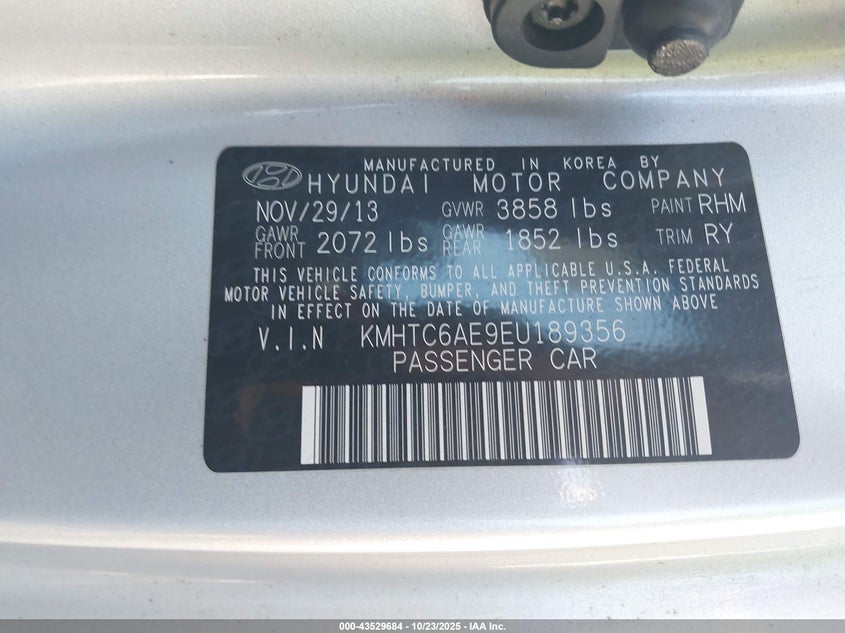 MANUFACTURED IN KOREA BY
HYUNDAI MOTOR COMPANY
NOV/29/13 GVWR 3858 lbs PAINT RHM
GAWR FRONT 2072 lbs GAWR REAR 1852 lbs TRIM RY
THIS VEHICLE CONFORMS TO ALL APPLICABLE U.S.A. FEDERAL
MOTOR VEHICLE SAFETY, BUMPER, AND THEFT PREVENTION STANDARDS
IN EFFECT ON THE DATE OF MANUFACTURE SHOWN ABOVE
V.I.N KMHTC6AE9EU189356
PASSENGER CAR
000-43529684 | 10/23/2025 - IAA Inc.